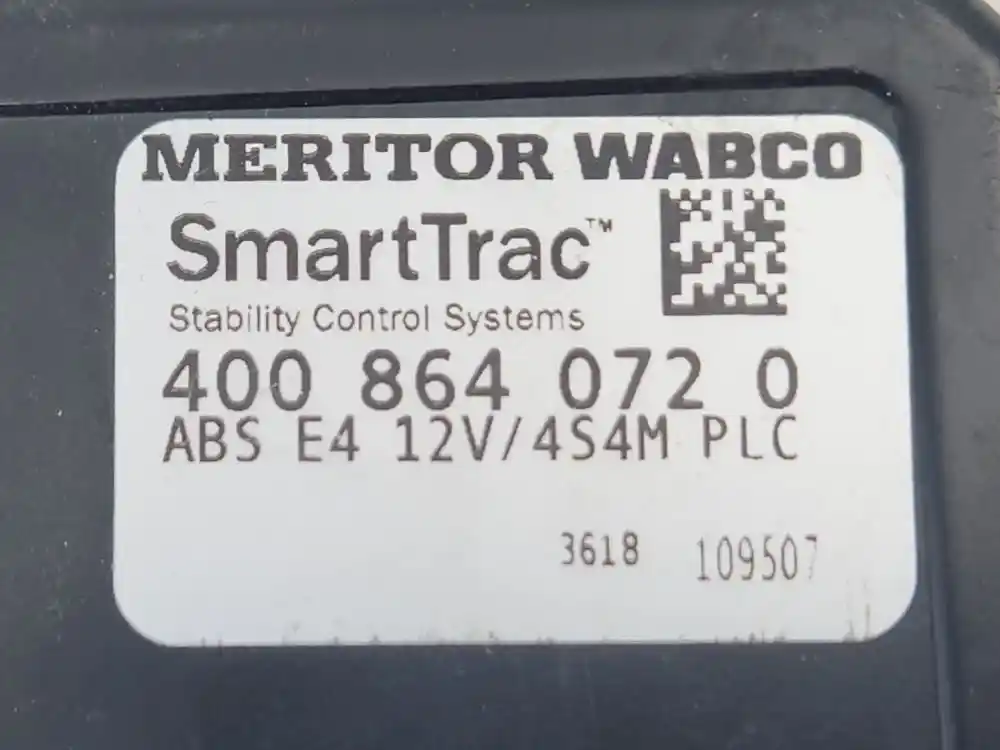 MERITOR WABCO
SmartTrac™
Stability Control Systems
400 864 072 0
ABS E4 12V/4S4M PLC
3618 109507